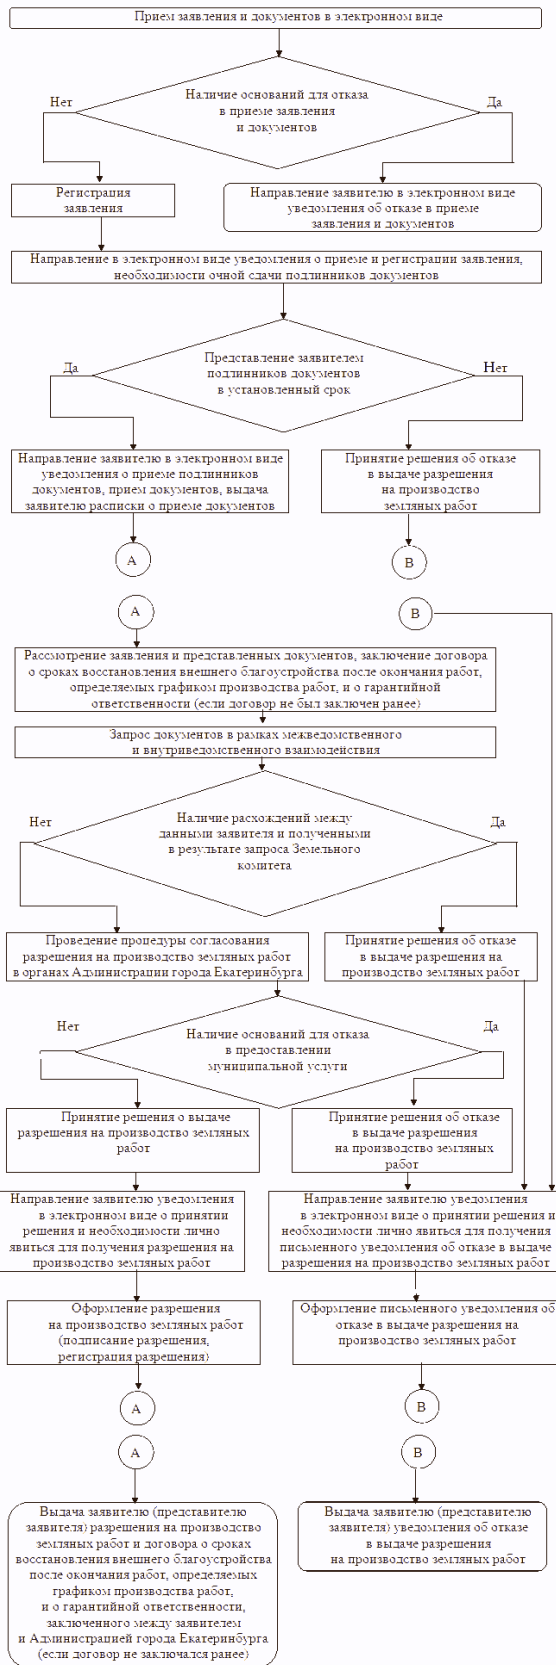 Прием заявления и документов в электронном виде
Наличие оснований для отказа
в приеме заявления
и документов
Нет
Да
Регистрация
заявления
Направление заявителю в электронном виде
уведомления об отказе в приеме
заявления и документов
Направление в электронном виде уведомления о приеме и регистрации заявления,
необходимости очной сдачи подлинников документов
Представление заявителем
подлинников документов
в установленный срок
Да
Нет
Направление заявителю в электронном виде
уведомления о приеме подлинников
документов, прием документов, выдача
заявителю расписки о приеме документов
Принятие решения об отказе
в выдаче разрешения
на производство
земляных работ
А
В
А
В
Рассмотрение заявления и представленных документов, заключение договора
о сроках восстановления внешнего благоустройства после окончания работ,
определяемых графиком производства работ, и о гарантийной
ответственности (если договор не был заключен ранее)
Запрос документов в рамках межведомственного
и внутриведомственного взаимодействия
Наличие расхождений между
данными заявителя и полученными
в результате запроса Земельного
комитета
Нет
Да
Проведение процедуры согласования
разрешения на производство земляных работ
в органах Администрации города Екатеринбурга
Принятие решения об отказе
в выдаче разрешения на
производство земляных работ
Наличие оснований для отказа
в предоставлении
муниципальной услуги
Нет
Да
Принятие решения о выдаче
разрешения на производство земляных
работ
Принятие решения об отказе
в выдаче разрешения
на производство земляных
работ
Направление заявителю уведомления
в электронном виде о принятии
решения и необходимости лично
явиться для получения разрешения на
производство земляных работ
Направление заявителю уведомления
в электронном виде о принятии решения и
необходимости лично явиться для получения
письменного уведомления об отказе в выдаче
разрешения на производство земляных работ
Оформление разрешения
на производство земляных работ
(подписание разрешения,
регистрация разрешения)
Оформление письменного уведомления об
отказе в выдаче разрешения на
производство земляных работ
А
В
А
В
Выдача заявителю (представителю
заявителя) разрешения на производство
земляных работ и договора о сроках
восстановления внешнего благоустройства
после окончания работ, определяемых
графиком производства работ,
и о гарантийной ответственности,
заключенного между заявителем
и Администрацией города Екатеринбурга
(если договор не заключался ранее)
Выдача заявителю (представителю
заявителя) уведомления об отказе
в выдаче разрешения
на производство земляных работ